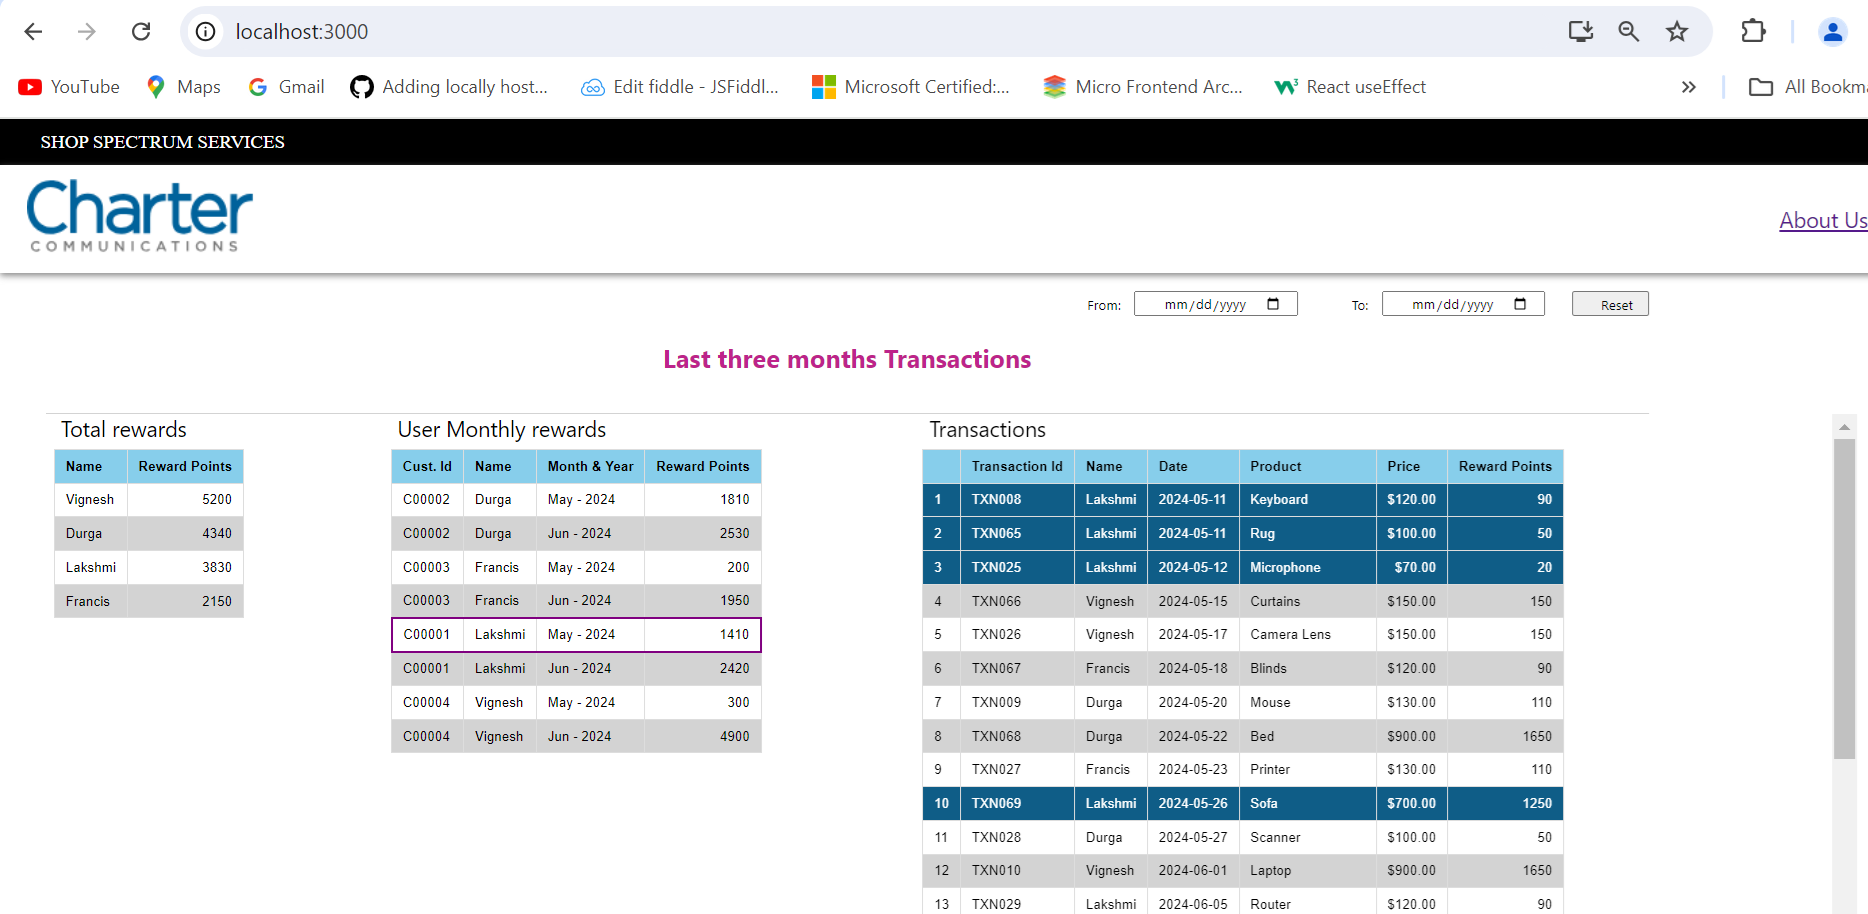 localhost:3000
YouTube Maps Gmail Adding locally host... Edit fiddle - JSFiddl... Microsoft Certified:... Micro Frontend Arc... React useEffect All Bookma
SHOP SPECTRUM SERVICES
Charter
COMMUNICATIONS
About Us
From: mm/dd/yyyy To: mm/dd/yyyy Reset
Last three months Transactions
Total rewards
Name Reward Points
Vignesh 5200
Durga 4340
Lakshmi 3830
Francis 2150
User Monthly rewards
Cust. Id Name Month & Year Reward Points
C00002 Durga May - 2024 1810
C00002 Durga Jun - 2024 2530
C00003 Francis May - 2024 200
C00003 Francis Jun - 2024 1950
C00001 Lakshmi May - 2024 1410
C00001 Lakshmi Jun - 2024 2420
C00004 Vignesh May - 2024 300
C00004 Vignesh Jun - 2024 4900
Transactions
Transaction Id Name Date Product Price Reward Points
1 TXN008 Lakshmi 2024-05-11 Keyboard $120.00 90
2 TXN065 Lakshmi 2024-05-11 Rug $100.00 50
3 TXN025 Lakshmi 2024-05-12 Microphone $70.00 20
4 TXN066 Vignesh 2024-05-15 Curtains $150.00 150
5 TXN026 Vignesh 2024-05-17 Camera Lens $150.00 150
6 TXN067 Francis 2024-05-18 Blinds $120.00 90
7 TXN009 Durga 2024-05-20 Mouse $130.00 110
8 TXN068 Durga 2024-05-22 Bed $900.00 1650
9 TXN027 Francis 2024-05-23 Printer $130.00 110
10 TXN069 Lakshmi 2024-05-26 Sofa $700.00 1250
11 TXN028 Durga 2024-05-27 Scanner $100.00 50
12 TXN010 Vignesh 2024-06-01 Laptop $900.00 1650
13 TXN029 Lakshmi 2024-06-05 Router $120.00 90